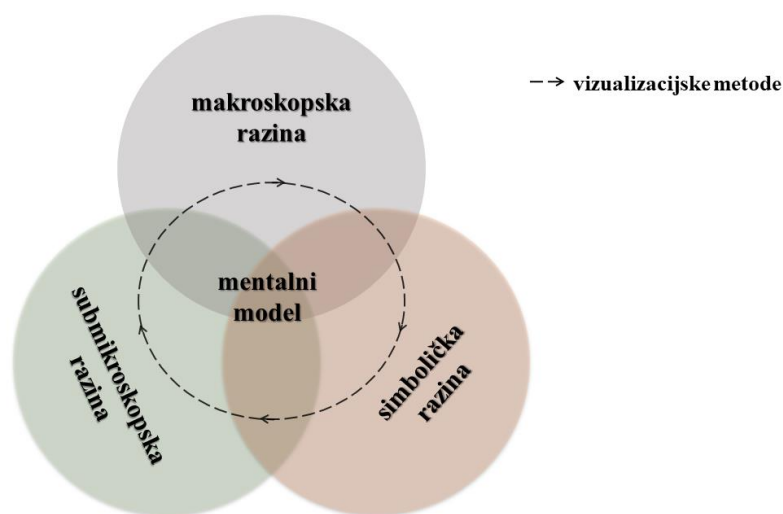 makroskopska
razina
vizualizacijske metode
mentalni
model
submikroskopska
razina
simbolička
razina